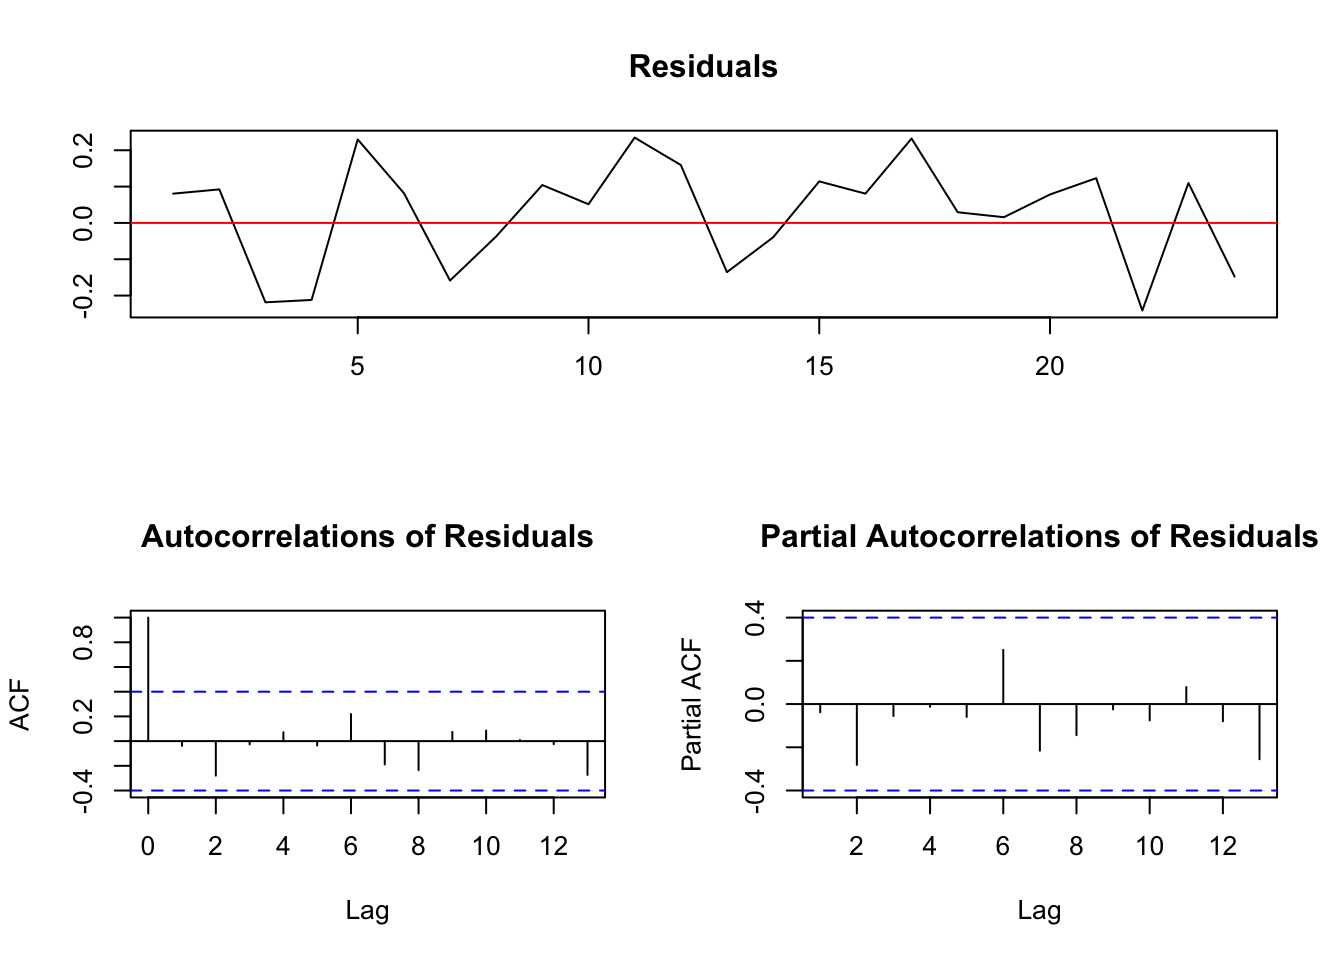 Residuals
0.2
0.0
-0.2
5 10 15 20
Autocorrelations of Residuals
ACF
0.8
0.2
-0.4
0 2 4 6 8 10 12
Lag
Partial Autocorrelations of Residuals
Partial ACF
0.4
0.0
-0.4
2 4 6 8 10 12
Lag